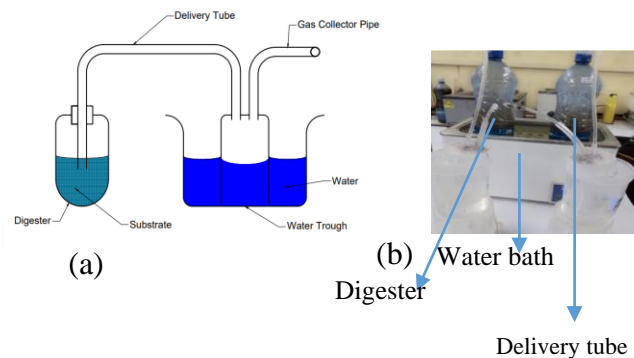 Delivery Tube
Gas Collector Pipe
Water
Digester
Substrate
Water Trough
(a)
(b)
Water bath
Digester
Delivery tube